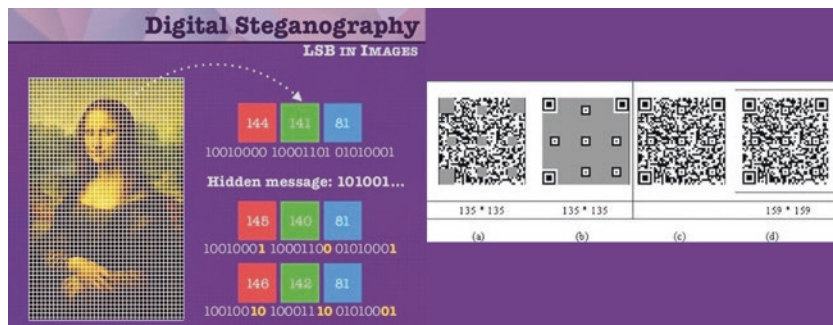 Digital Steganography
LSB IN IMAGES
144 141 81
10010000 10001101 01010001
Hidden message: 101001...
145 140 81
10010001 10001100 01010001
146 142 81
10010010 10001110 01010001
135 * 135
135 * 135
159 * 159
(a)
(b)
(c)
(d)